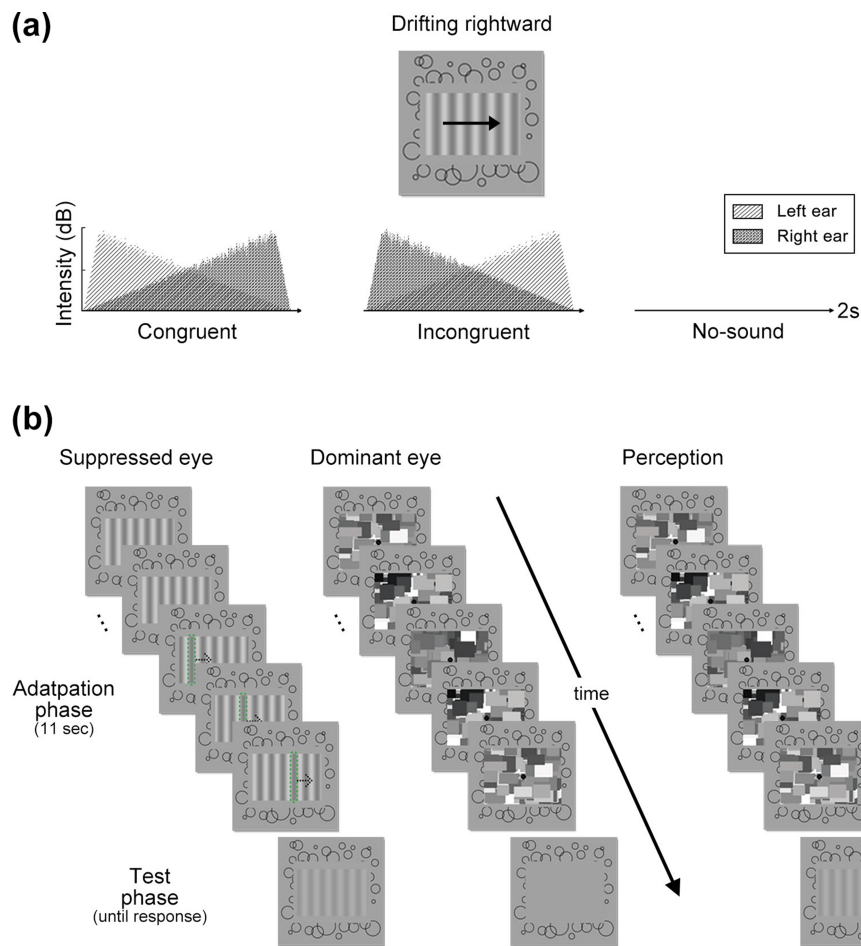 (a)
Drifting rightward
Intensity (dB)
Left ear
Right ear
Congruent
Incongruent
No-sound
2s
(b)
Suppressed eye
Dominant eye
Perception
Adatpation
phase
(11 sec)
time
Test
phase
(until response)